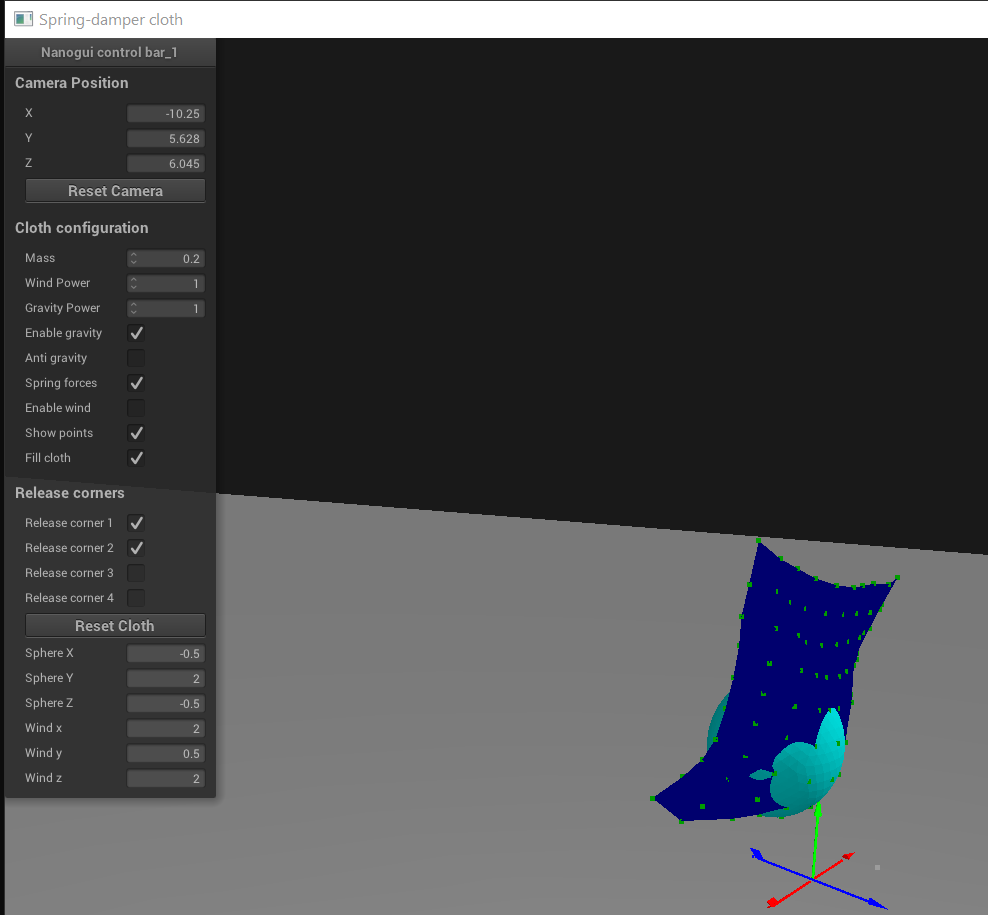 Spring-damper cloth
Nanogui control bar_1
Camera Position
X -10.25
Y 5.628
Z 6.045
Reset Camera
Cloth configuration
Mass 0.2
Wind Power 1
Gravity Power 1
Enable gravity
Anti gravity
Spring forces
Enable wind
Show points
Fill cloth
Release corners
Release corner 1
Release corner 2
Release corner 3
Release corner 4
Reset Cloth
Sphere X -0.5
Sphere Y 2
Sphere Z -0.5
Wind x 2
Wind y 0.5
Wind z 2